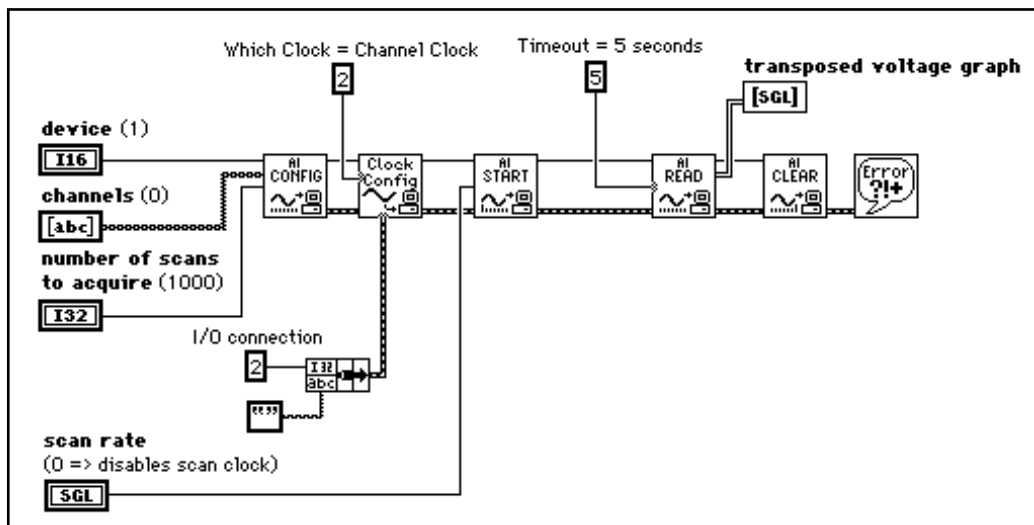 Which Clock = Channel Clock
2
Timeout = 5 seconds
5
transposed voltage graph
[SGL]
device (1)
I16
channels (0)
[abc]
number of scans
to acquire (1000)
I32
AI
CONFIG
Clock
Config
AI
START
AI
READ
AI
CLEAR
Error
?!+
I/O connection
2
I32
abc
“”
scan rate
(0 => disables scan clock)
SGL